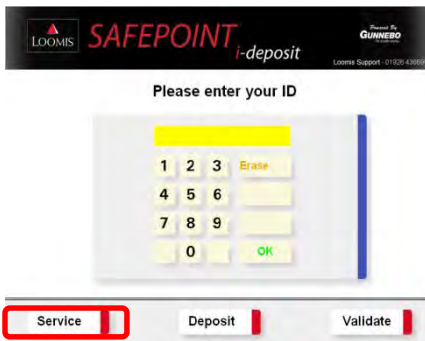 LOOMIS
SAFEPOINT
i-deposit
Powered By
GUNNEBO
Loomis Support - 01926 43669
Please enter your ID
1 2 3 Erase
4 5 6
7 8 9
0 OK
Service Deposit Validate